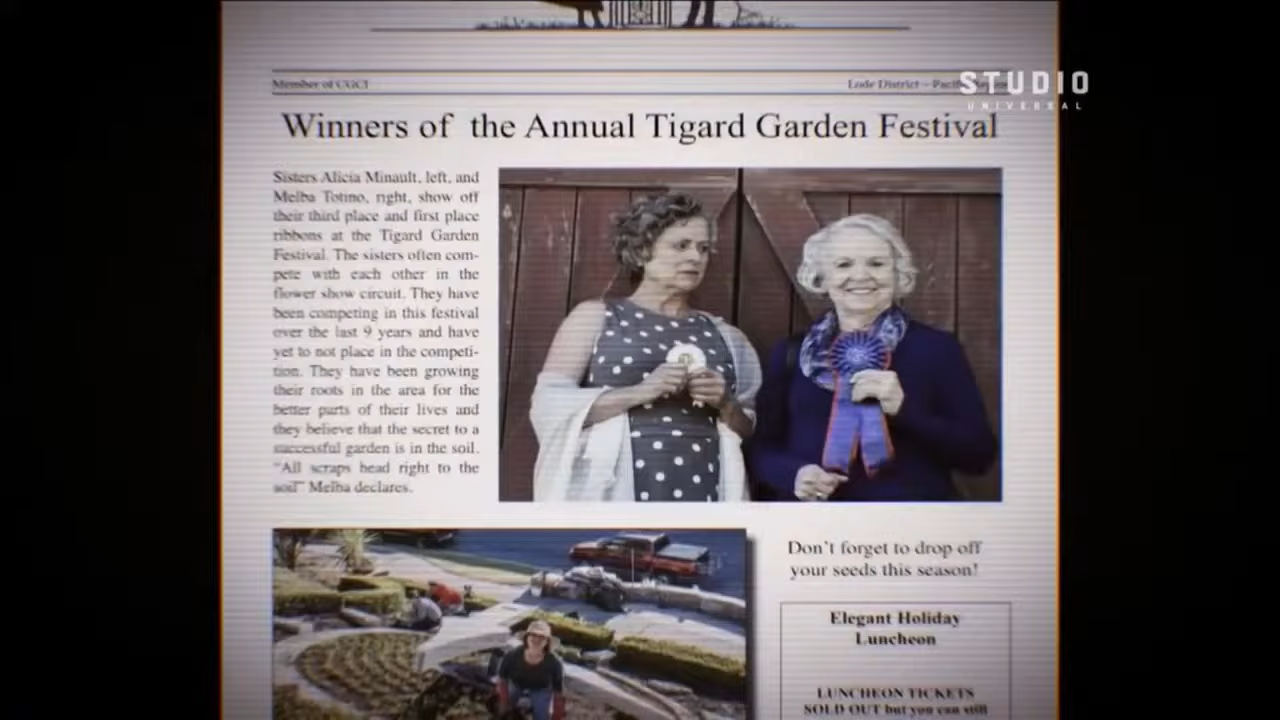 STUDIO
UNIVERSAL
Member of CGCI
Lode District – Pacific
Winners of the Annual Tigard Garden Festival
Sisters Alicia Minault, left, and
Melba Totino, right, show off
their third place and first place
ribbons at the Tigard Garden
Festival. The sisters often com-
pete with each other in the
flower show circuit. They have
been competing in this festival
over the last 9 years and have
yet to not place in the competi-
tion. They have been growing
their roots in the area for the
better parts of their lives and
they believe that the secret to a
successful garden is in the soil.
“All scraps head right to the
soil” Melba declares.
Don’t forget to drop off
your seeds this season!
Elegant Holiday
Luncheon
LUNCHEON TICKETS
SOLD OUT but you can still